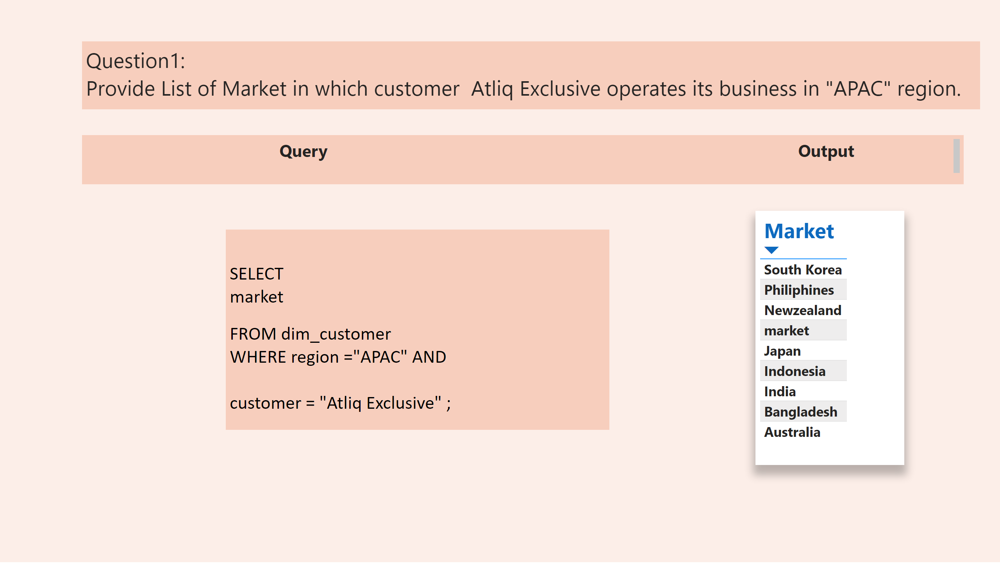 Question1:
Provide List of Market in which customer  Atliq Exclusive operates its business in "APAC" region.
Query
Output
SELECT
market
FROM dim_customer
WHERE region ="APAC" AND
customer = "Atliq Exclusive" ;
Market
South Korea
Philiphines
Newzealand
market
Japan
Indonesia
India
Bangladesh
Australia